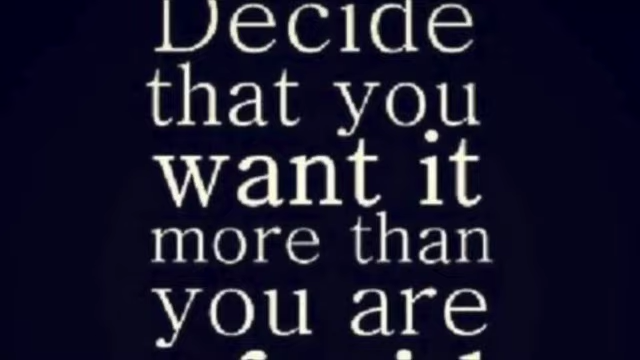 Decide
that you
want it
more than
you are